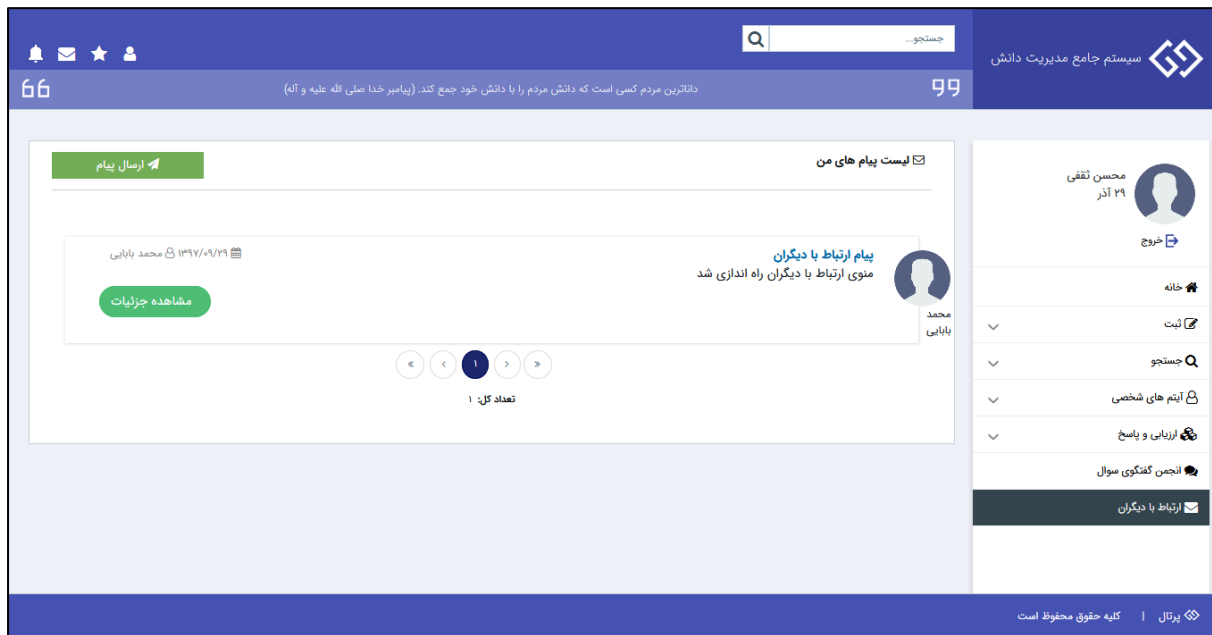 سیستم جامع مدیریت دانش
جستجو...
داناترین مردم کسی است که دانش مردم را با دانش خود جمع کند. (پیامبر خدا صلی الله علیه و آله)
محسن ثقفی
۲۹ آذر
خروج
خانه
ثبت
جستجو
آیتم های شخصی
ارزیابی و پاسخ
انجمن گفتگوی سوال
ارتباط با دیگران
لیست پیام های من
ارسال پیام
محمد
بابایی
پیام ارتباط با دیگران
منوی ارتباط با دیگران راه اندازی شد
۱۳۹۷/۰۹/۲۹ محمد بابایی
مشاهده جزئیات
» › ۱ ‹ «
تعداد کل: ۱
پرتال | کلیه حقوق محفوظ است